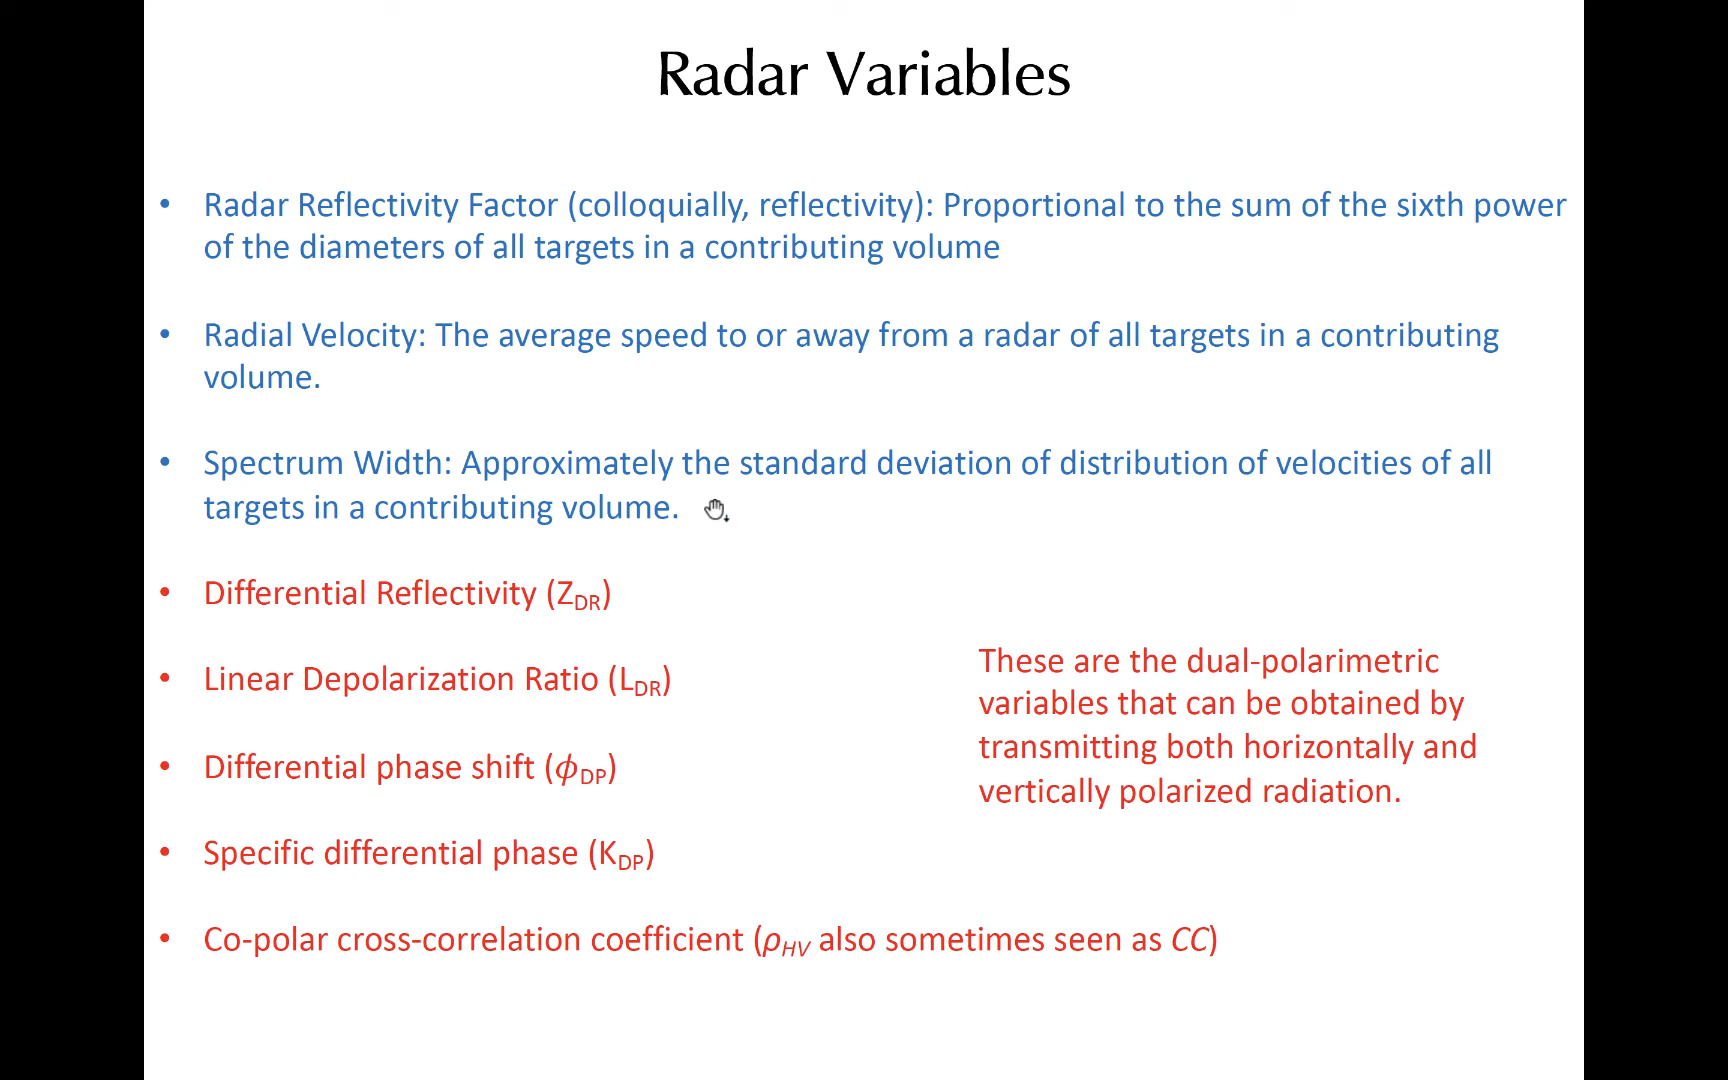 Radar Variables
• Radar Reflectivity Factor (colloquially, reflectivity): Proportional to the sum of the sixth power
of the diameters of all targets in a contributing volume
• Radial Velocity: The average speed to or away from a radar of all targets in a contributing
volume.
• Spectrum Width: Approximately the standard deviation of distribution of velocities of all
targets in a contributing volume.
• Differential Reflectivity (Z_DR)
• Linear Depolarization Ratio (L_DR)
• Differential phase shift (ϕ_DP)
• Specific differential phase (K_DP)
• Co-polar cross-correlation coefficient (ρ_HV also sometimes seen as CC)
These are the dual-polarimetric
variables that can be obtained by
transmitting both horizontally and
vertically polarized radiation.